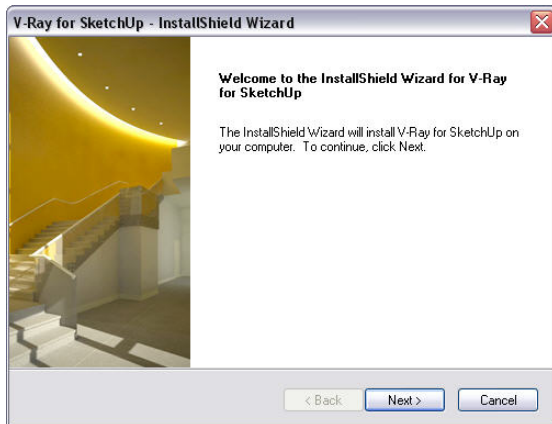 V-Ray for SketchUp - InstallShield Wizard
Welcome to the InstallShield Wizard for V-Ray
for SketchUp
The InstallShield Wizard will install V-Ray for SketchUp on
your computer. To continue, click Next.
< Back Next > Cancel